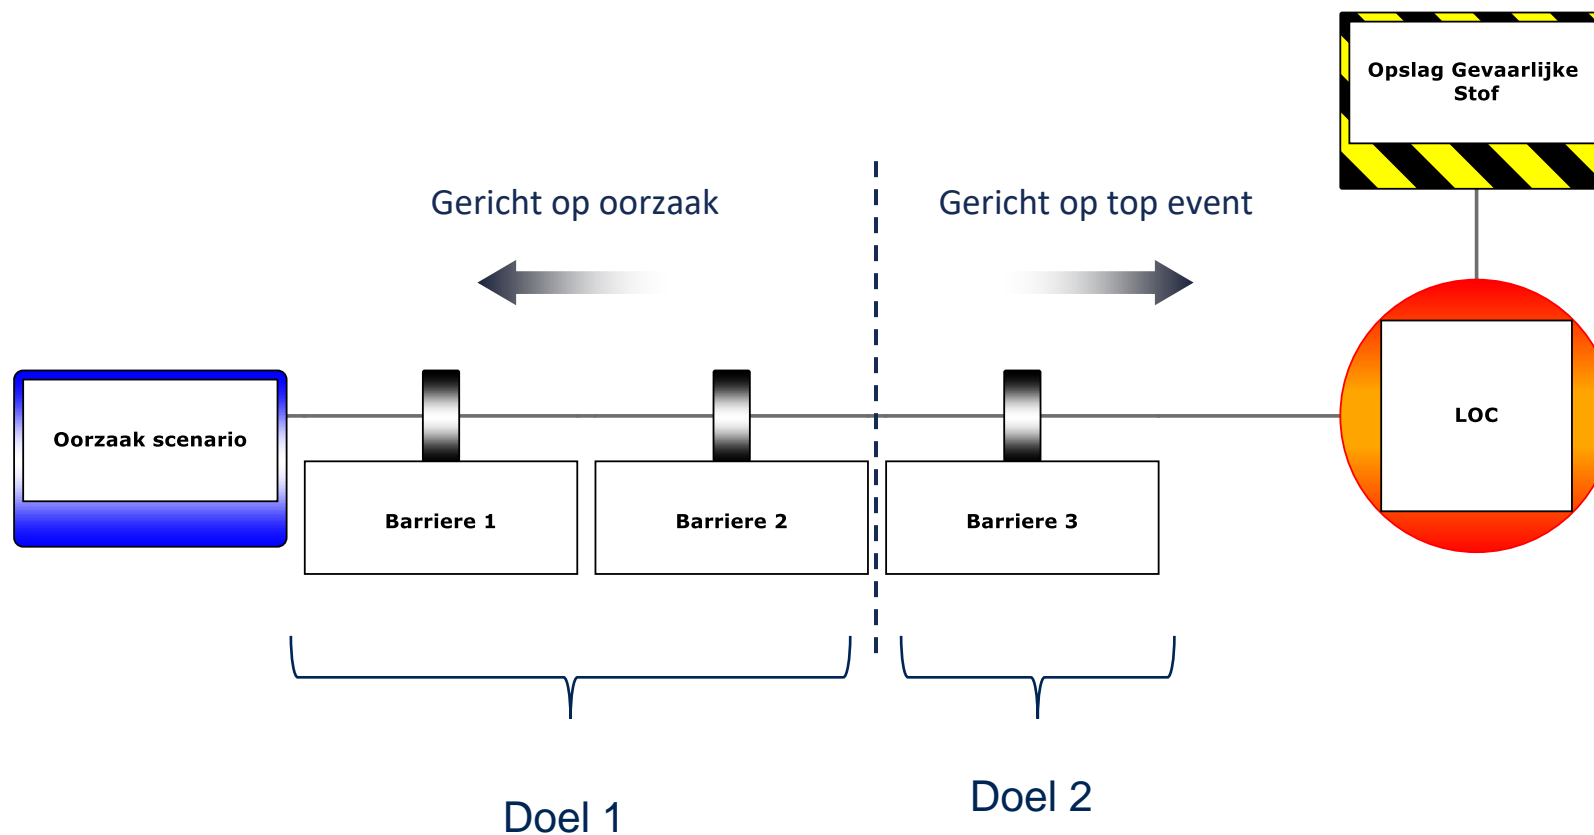 Opslag Gevaarlijke
Stof
Gericht op oorzaak
Gericht op top event
Oorzaak scenario
LOC
Barriere 1
Barriere 2
Barriere 3
Doel 1
Doel 2